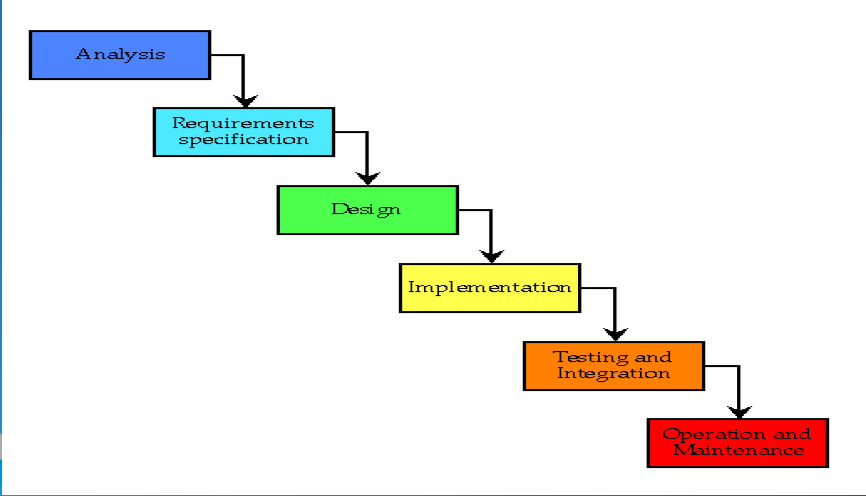 Analysis
Requirements
specification
Design
Implementation
Testing and
Integration
Operation and
Maintenance